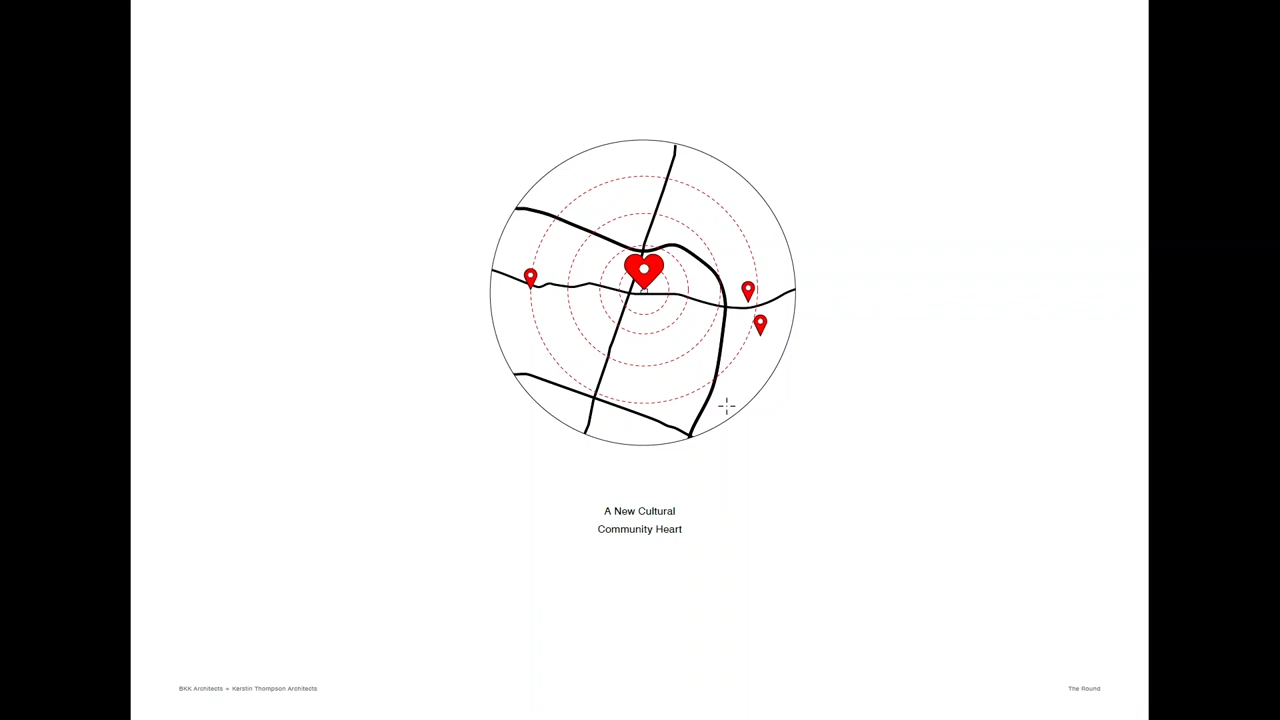 A New Cultural
Community Heart
BKK Architects + Kerstin Thompson Architects
The Round